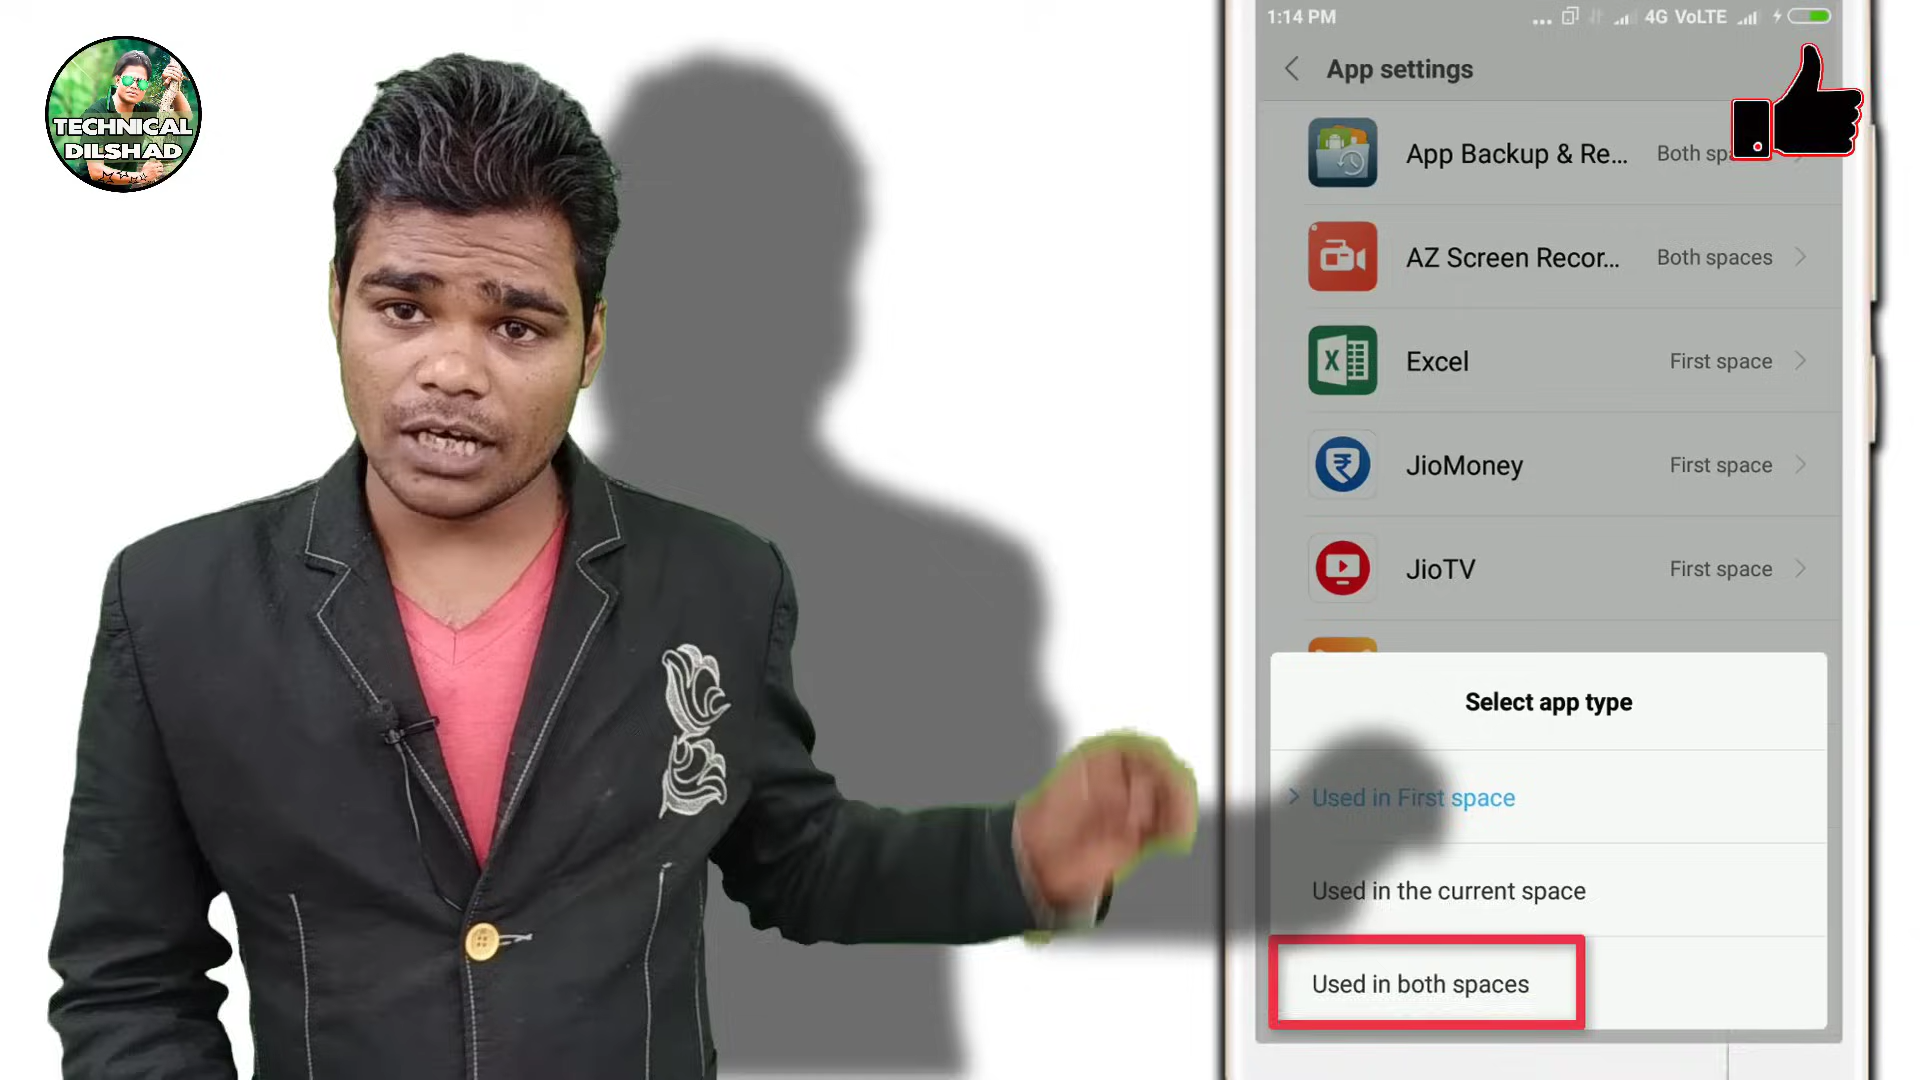 TECHNICAL
DILSHAD
1:14 PM
4G VoLTE
App settings
App Backup & Re...
AZ Screen Recor... Both spaces
Excel First space
JioMoney First space
JioTV First space
Select app type
Used in First space
Used in the current space
Used in both spaces